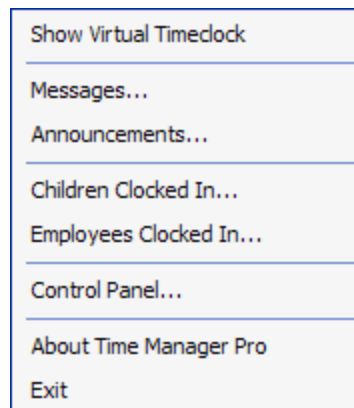 Show Virtual Timeclock
Messages...
Announcements...
Children Clocked In...
Employees Clocked In...
Control Panel...
About Time Manager Pro
Exit